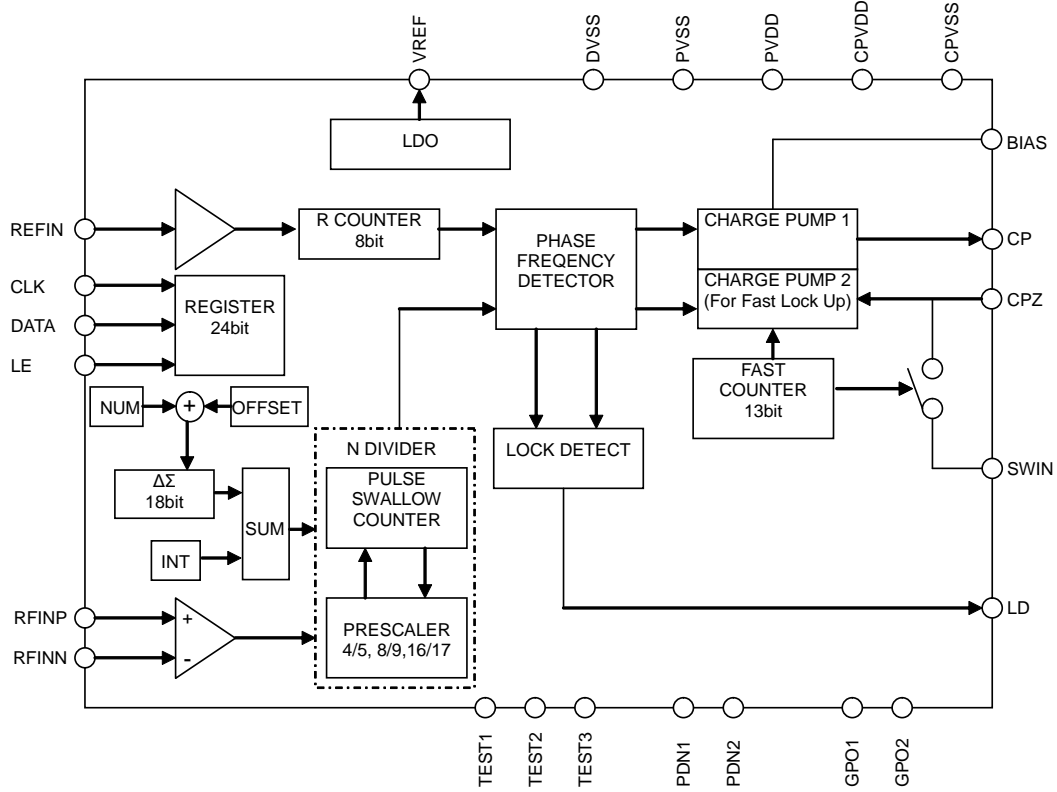 VREF
DVSS
PVSS
PVDD
CPVDD
CPVSS
LDO
BIAS
REFIN
R COUNTER
8bit
PHASE
FREQENCY
DETECTOR
CHARGE PUMP 1
CP
CHARGE PUMP 2
(For Fast Lock Up)
CPZ
CLK
DATA
LE
REGISTER
24bit
FAST
COUNTER
13bit
NUM
+
OFFSET
N DIVIDER
LOCK DETECT
SWIN
ΔΣ
18bit
SUM
PULSE
SWALLOW
COUNTER
INT
RFINP
+
RFINN
-
PRESCALER
4/5, 8/9,16/17
LD
TEST1
TEST2
TEST3
PDN1
PDN2
GPO1
GPO2